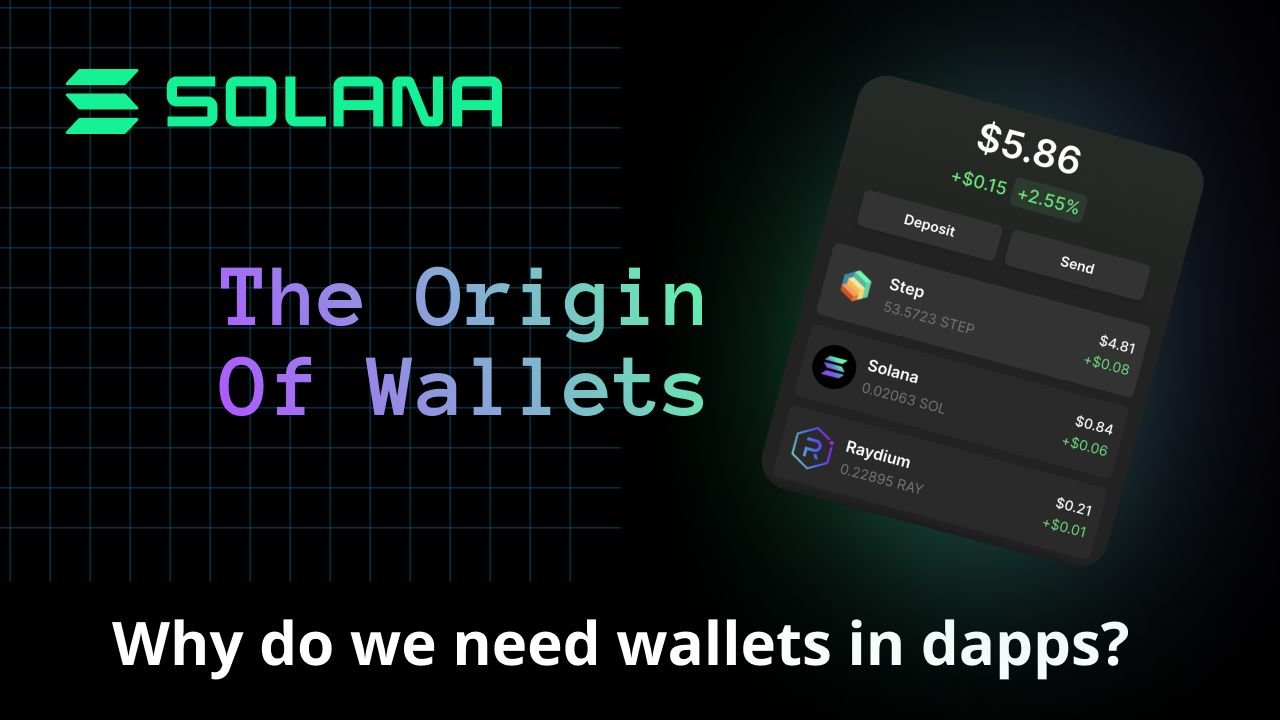 SOLANA
The Origin
Of Wallets
$5.86
+$0.15 +2.55%
Deposit Send
Step
53.5723 STEP
$4.81
+$0.08
Solana
0.02063 SOL
$0.84
+$0.06
Raydium
0.22895 RAY
$0.21
+$0.01
Why do we need wallets in dapps?